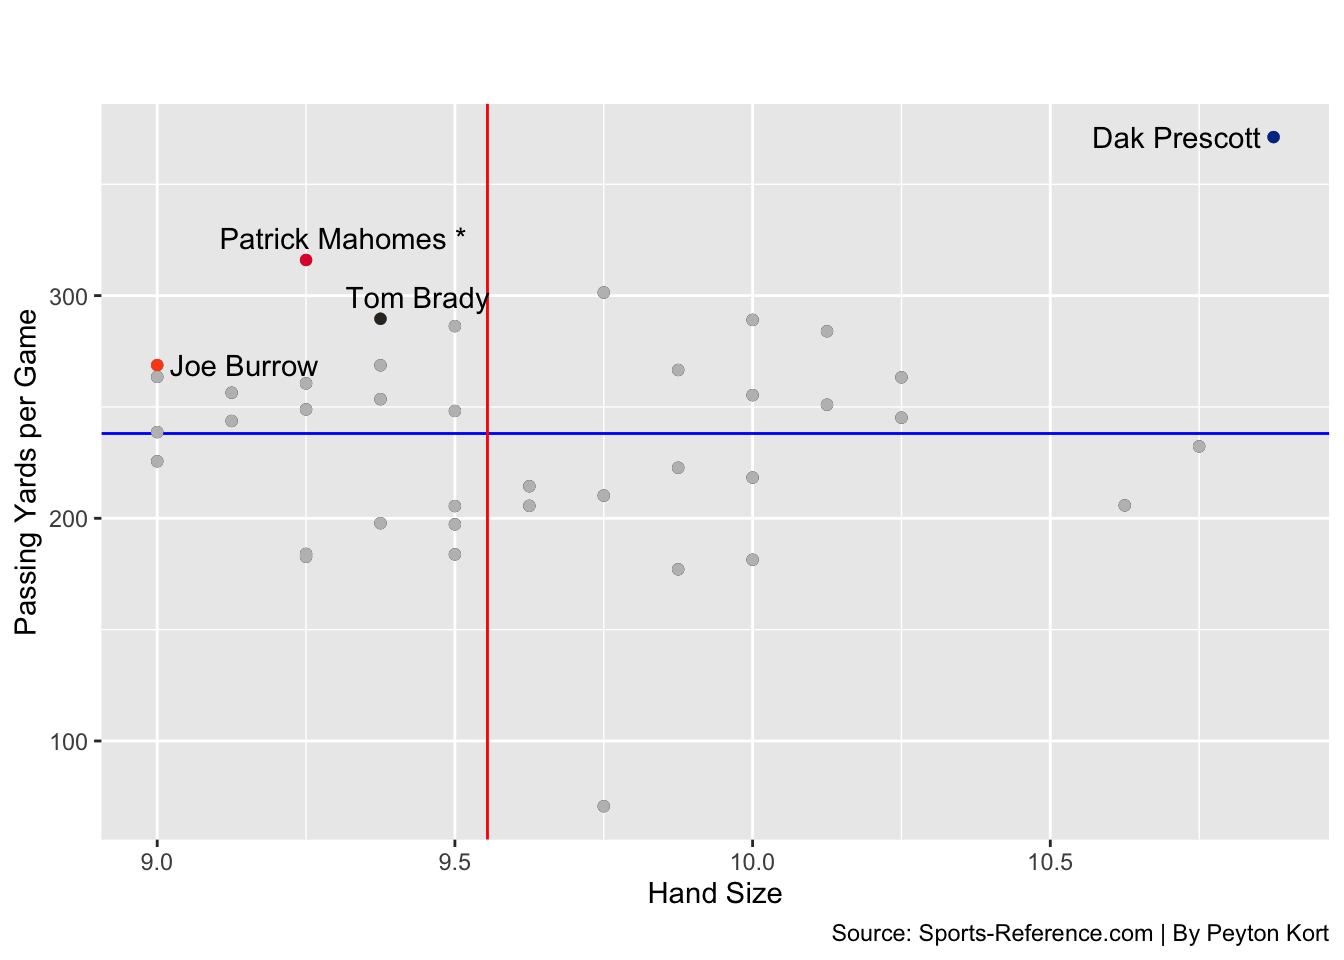 Dak Prescott
Patrick Mahomes *
Tom Brady
Joe Burrow
300
200
100
Passing Yards per Game
9.0
9.5
10.0
10.5
Hand Size
Source: Sports-Reference.com | By Peyton Kort